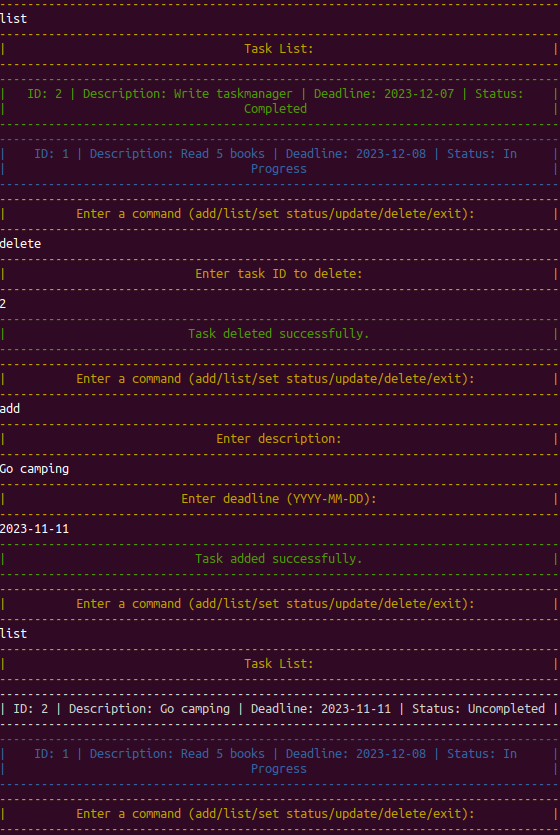 list
| Task List: |
| ID: 2 | Description: Write taskmanager | Deadline: 2023-12-07 | Status: |
| Completed |
| ID: 1 | Description: Read 5 books | Deadline: 2023-12-08 | Status: In |
| Progress |
| Enter a command (add/list/set status/update/delete/exit): |
delete
| Enter task ID to delete: |
2
| Task deleted successfully. |
| Enter a command (add/list/set status/update/delete/exit): |
add
| Enter description: |
Go camping
| Enter deadline (YYYY-MM-DD): |
2023-11-11
| Task added successfully. |
| Enter a command (add/list/set status/update/delete/exit): |
list
| Task List: |
| ID: 2 | Description: Go camping | Deadline: 2023-11-11 | Status: Uncompleted |
| ID: 1 | Description: Read 5 books | Deadline: 2023-12-08 | Status: In |
| Progress |
| Enter a command (add/list/set status/update/delete/exit): |